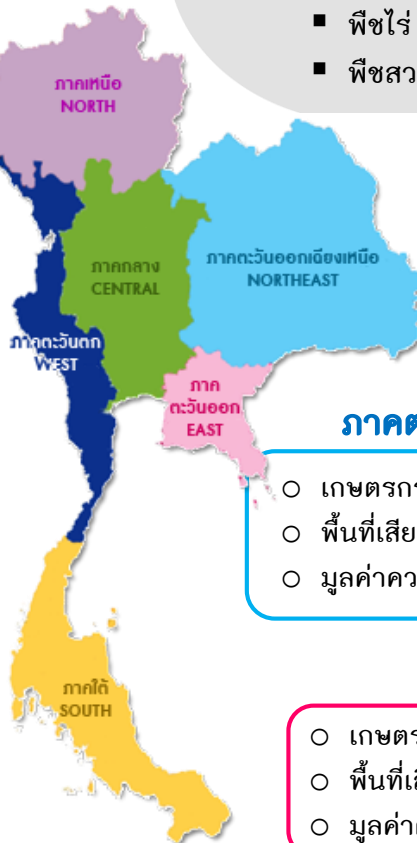 พืชไร่
พืชสว
ภาคเหนือ
NORTH
ภาคตะวันออกเฉียงเหนือ
NORTHEAST
ภาคกลาง
CENTRAL
ภาคตะวันตก
WEST
ภาค
ตะวันออก
EAST
ภาคต
เกษตรกร
พื้นที่เสีย
มูลค่าคว
ภาคใต้
SOUTH
เกษตร
พื้นที่เสี
มูลค่าค